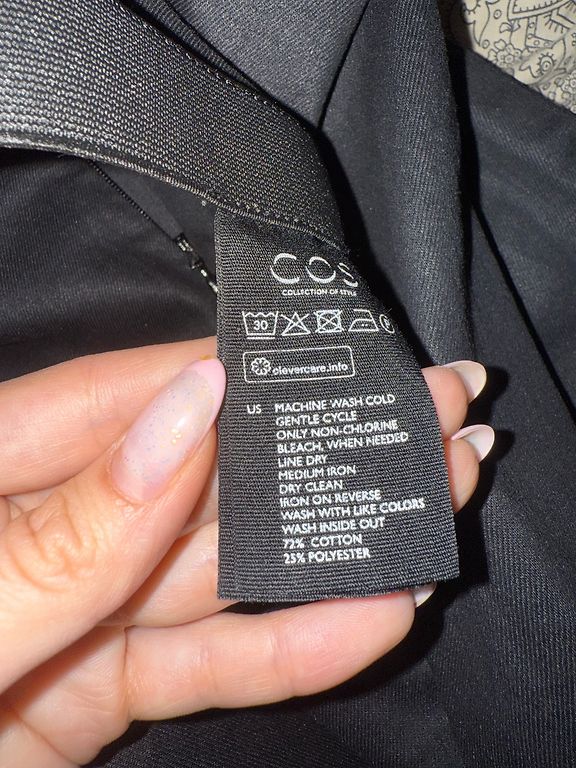 COS
COLLECTION OF STYLE
30
clevercare.info
US MACHINE WASH COLD
GENTLE CYCLE
ONLY NON-CHLORINE
BLEACH, WHEN NEEDED
LINE DRY
MEDIUM IRON
DRY CLEAN
IRON ON REVERSE
WASH WITH LIKE COLORS
WASH INSIDE OUT
72% COTTON
25% POLYESTER